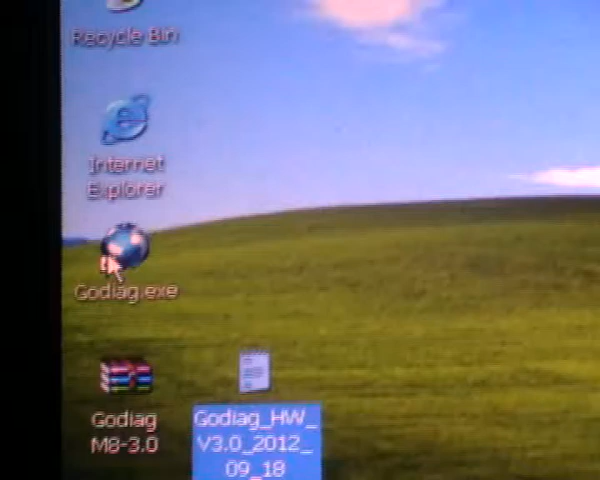 Recycle Bin
Internet
Explorer
Godiag.exe
Godiag
M8-3.0
Godiag_HW_
V3.0_2012_
09_18